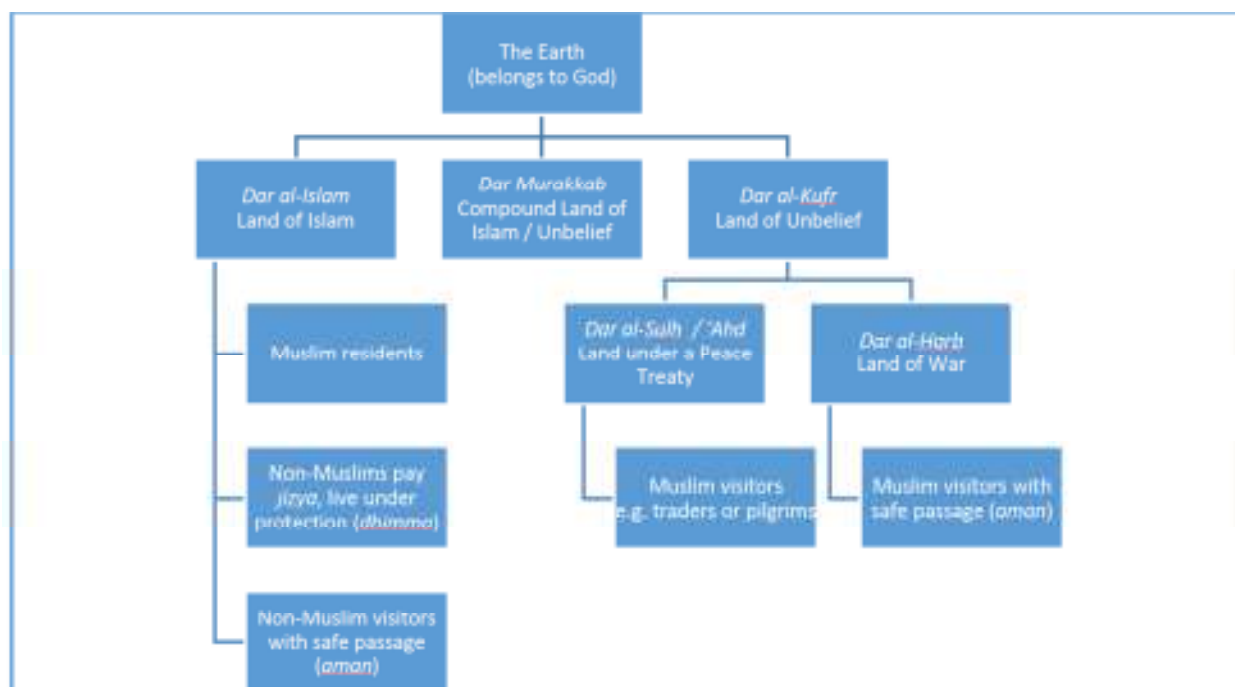 The Earth
(belongs to God)
Dar al-Islam
Land of Islam
Dar Murakkab
Compound Land of
Islam / Unbelief
Dar al-Kufr
Land of Unbelief
Muslim residents
Dar al-Sulh / 'Ahd
Land under a Peace
Treaty
Dar al-Harb
Land of War
Non-Muslims pay
jizya, live under
protection (dhimma)
Muslim visitors
e.g. traders or pilgrims
Muslim visitors with
safe passage (aman)
Non-Muslim visitors
with safe passage
(aman)